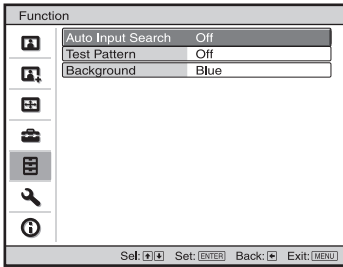 Function
Auto Input Search Off
Test Pattern Off
Background Blue
Sel: Set: ENTER Back: Exit: MENU